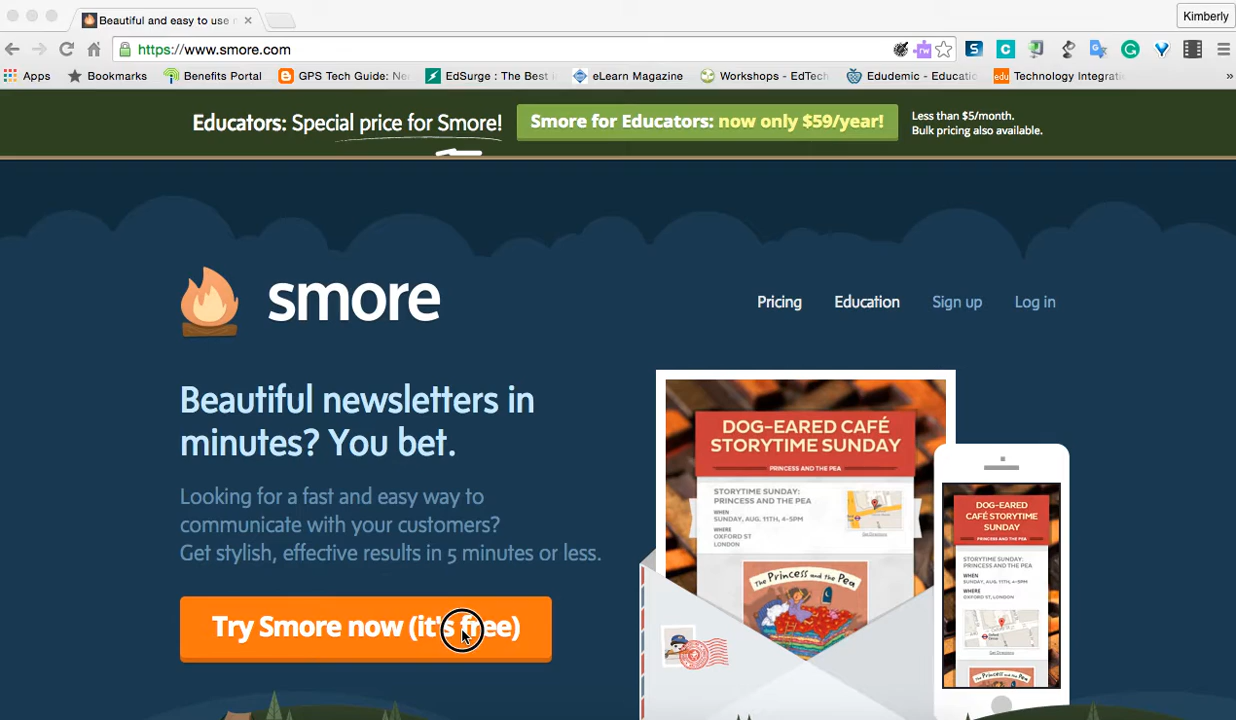 Beautiful and easy to use
Kimberly
https://www.smore.com
Apps
Bookmarks
Benefits Portal
GPS Tech Guide: Ne
EdSurge : The Best
eLearn Magazine
Workshops - EdTech
Edudemic - Educatio
Technology Integrati
Educators: Special price for Smore!
Smore for Educators: now only $59/year!
Less than $5/month.
Bulk pricing also available.
smore
Pricing
Education
Sign up
Log in
Beautiful newsletters in
minutes? You bet.
Looking for a fast and easy way to
communicate with your customers?
Get stylish, effective results in 5 minutes or less.
Try Smore now (it's free)
DOG-EARED CAFÉ
STORYTIME SUNDAY
PRINCESS AND THE PEA
STORYTIME SUNDAY:
PRINCESS AND THE PEA
WHEN
SUNDAY, AUG. 11TH, 4-5PM
WHERE
OXFORD ST
LONDON
Get Directions
The Princess and the Pea
DOG-EARED
CAFÉ STORYTIME
SUNDAY
PRINCESS AND THE PEA
STORYTIME SUNDAY:
PRINCESS AND THE PEA
WHEN
SUNDAY, AUG. 11TH, 4-5PM
WHERE
OXFORD ST, LONDON
Get Directions